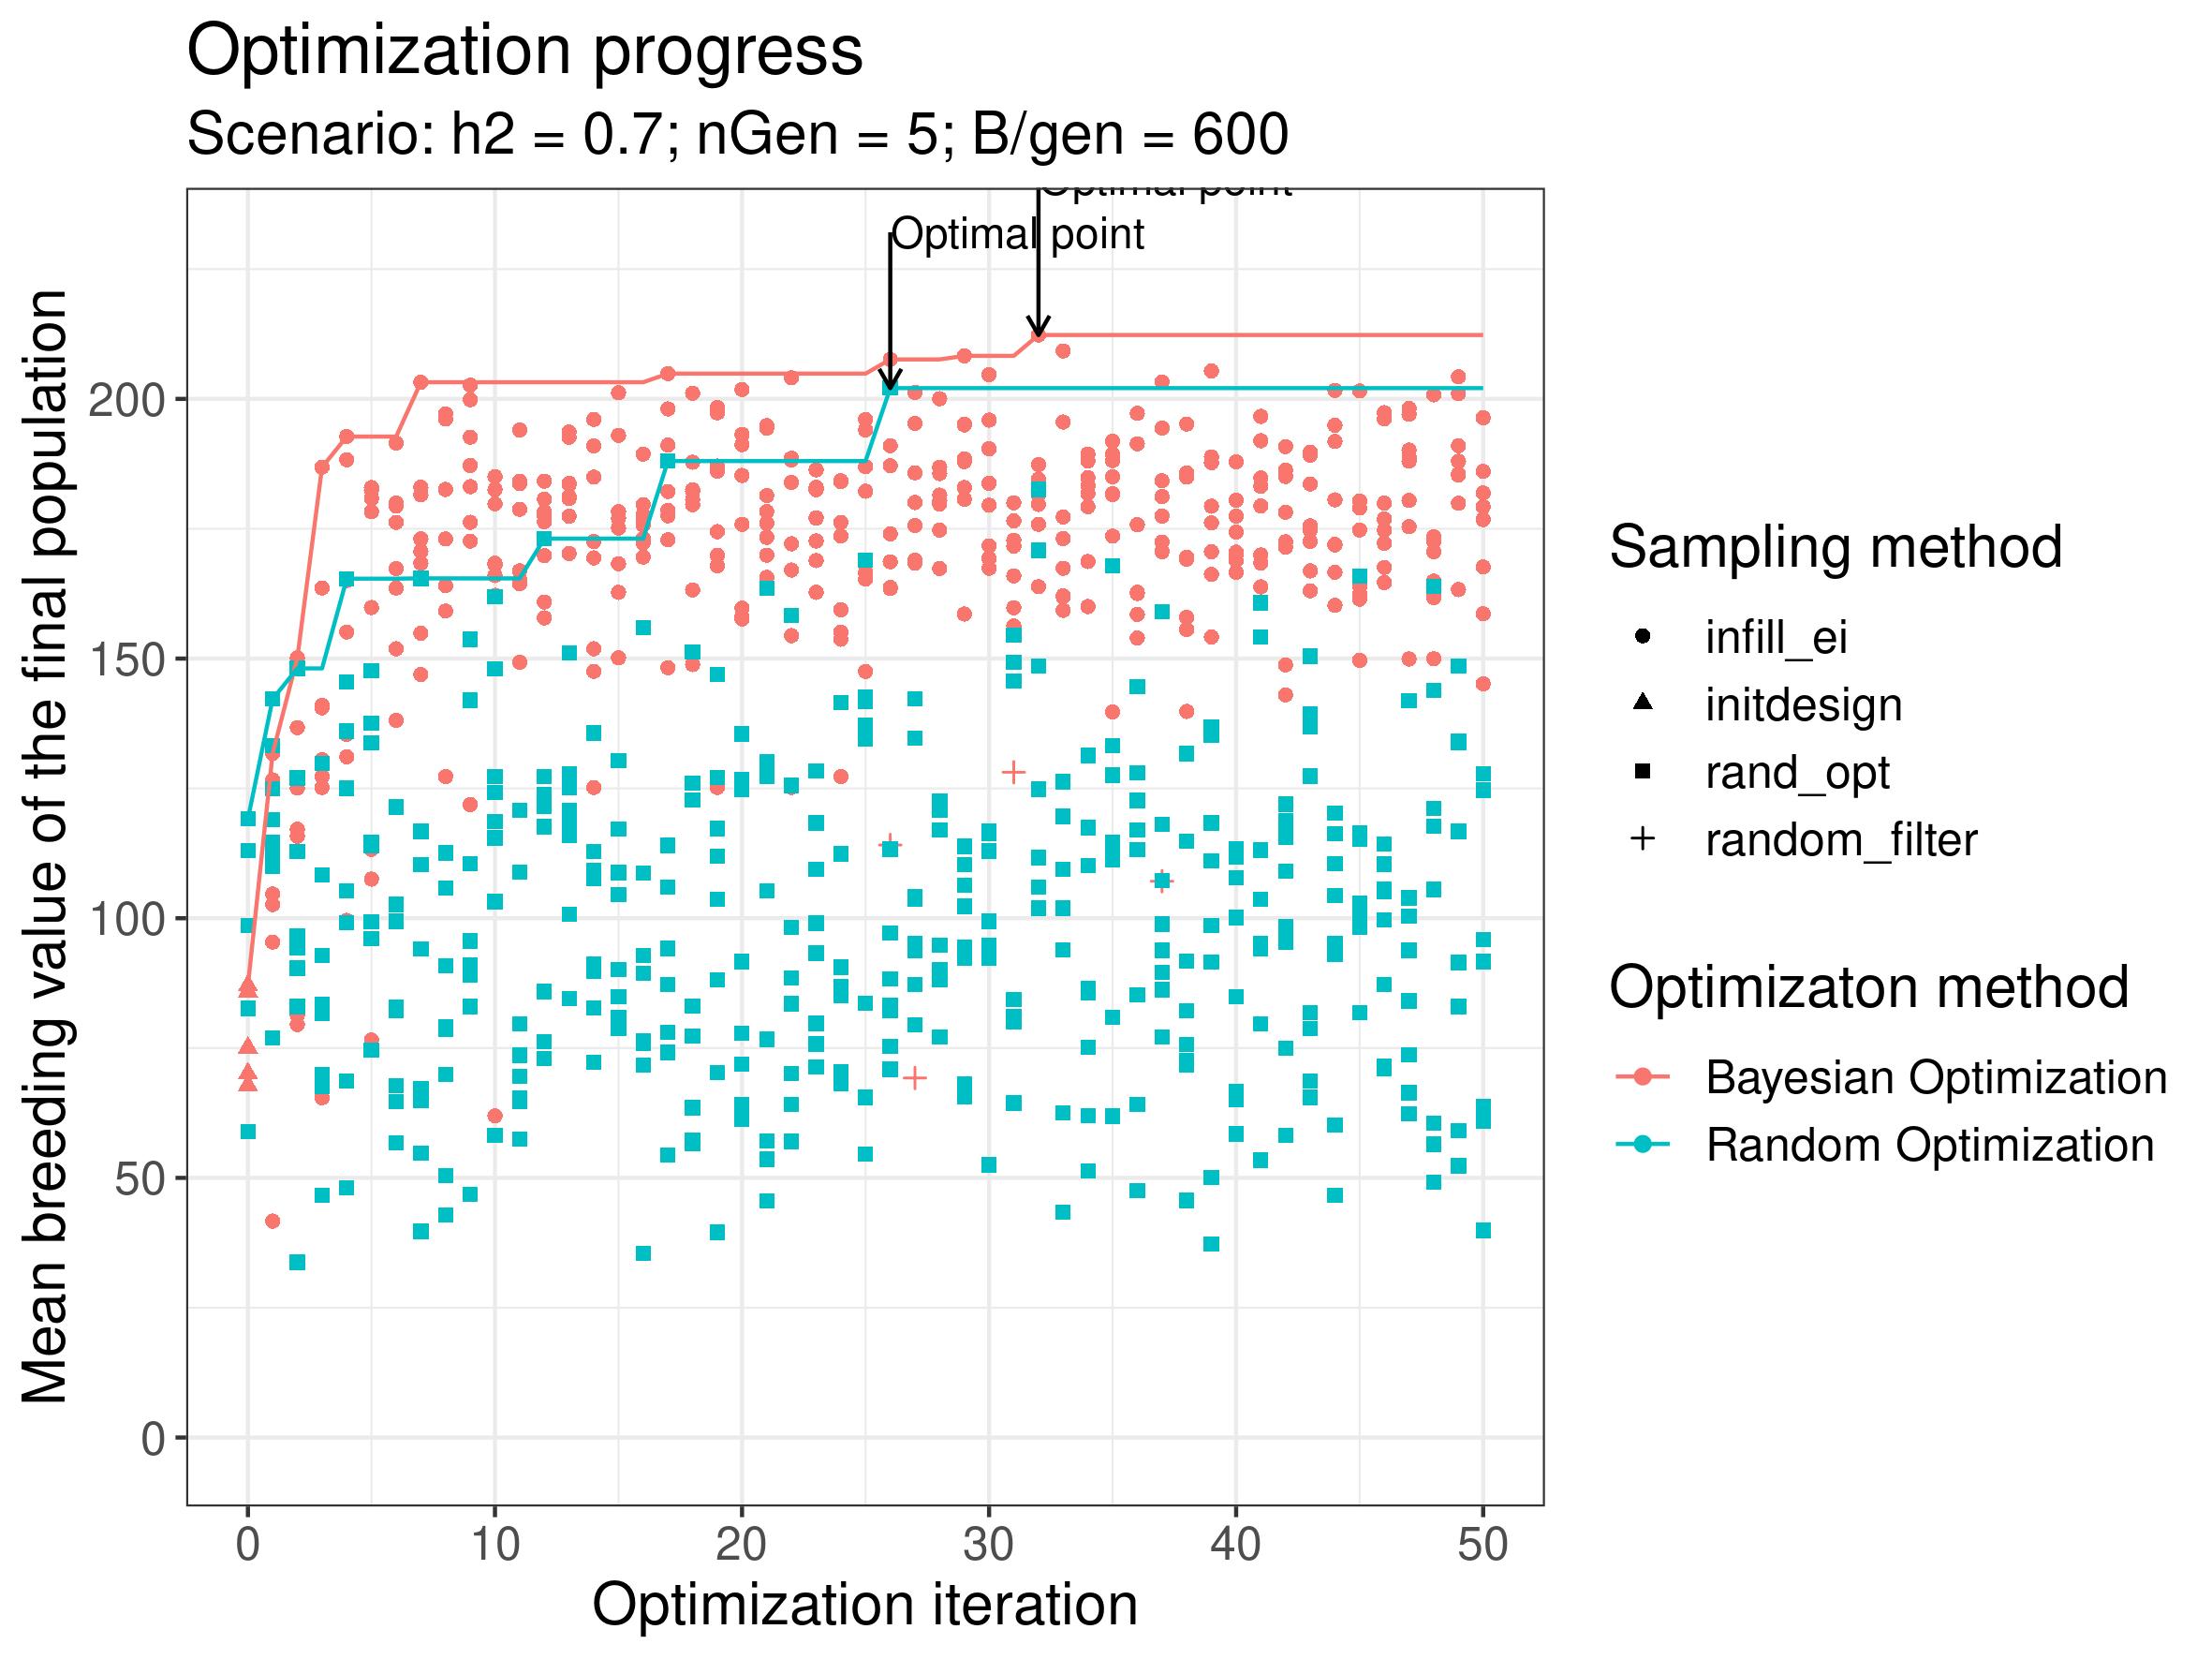 Optimization progress
Scenario: h2 = 0.7; nGen = 5; B/gen = 600
Optimal point
Optimal point
Mean breeding value of the final population
200
150
100
50
0
0 10 20 30 40 50
Optimization iteration
Sampling method
infill_ei
initdesign
rand_opt
random_filter
Optimizaton method
Bayesian Optimization
Random Optimization